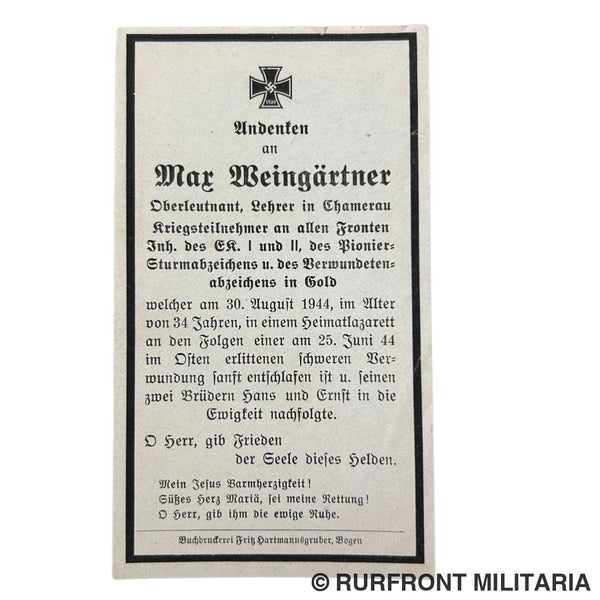 1939
Andenken
an
Max Weingärtner
Oberleutnant, Lehrer in Chamerau
Kriegsteilnehmer an allen Fronten
Inh. des EK. I und II, des Pionier-
Sturmabzeichens u. des Verwundeten-
abzeichens in Gold
welcher am 30. August 1944, im Alter
von 34 Jahren, in einem Heimatlazarett
an den Folgen einer am 25. Juni 44
im Osten erlittenen schweren Ver-
wundung sanft entschlafen ist u. seinen
zwei Brüdern Hans und Ernst in die
Ewigkeit nachfolgte.
O Herr, gib Frieden
der Seele dieses Helden.
Mein Jesus Barmherzigkeit!
Süßes Herz Mariä, sei meine Rettung!
O Herr, gib ihm die ewige Ruhe.
Buchdruckerei Fritz Hartmannsgruber, Bogen
© RURFRONT MILITARIA